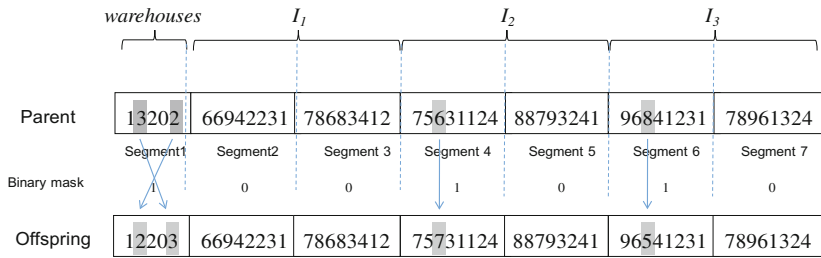 warehouses I1 I2 I3
Parent 13202 66942231 78683412 75631124 88793241 96841231 78961324
Segment1 Segment2 Segment 3 Segment 4 Segment 5 Segment 6 Segment 7
Binary mask 1 0 0 1 0 1 0
Offspring 12203 66942231 78683412 75731124 88793241 96541231 78961324